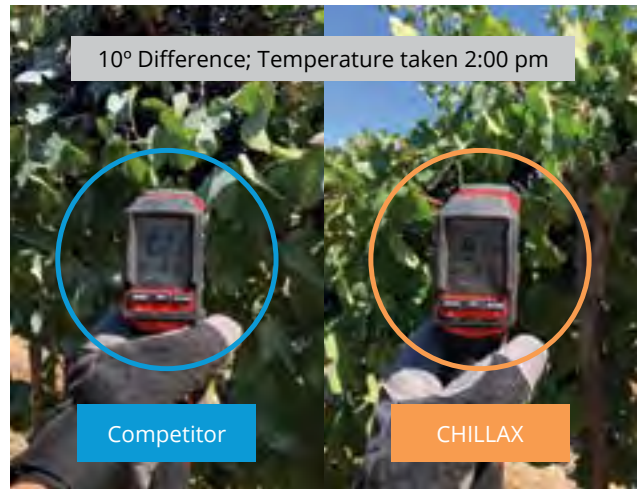 10º Difference; Temperature taken 2:00 pm
Competitor
CHILLAX